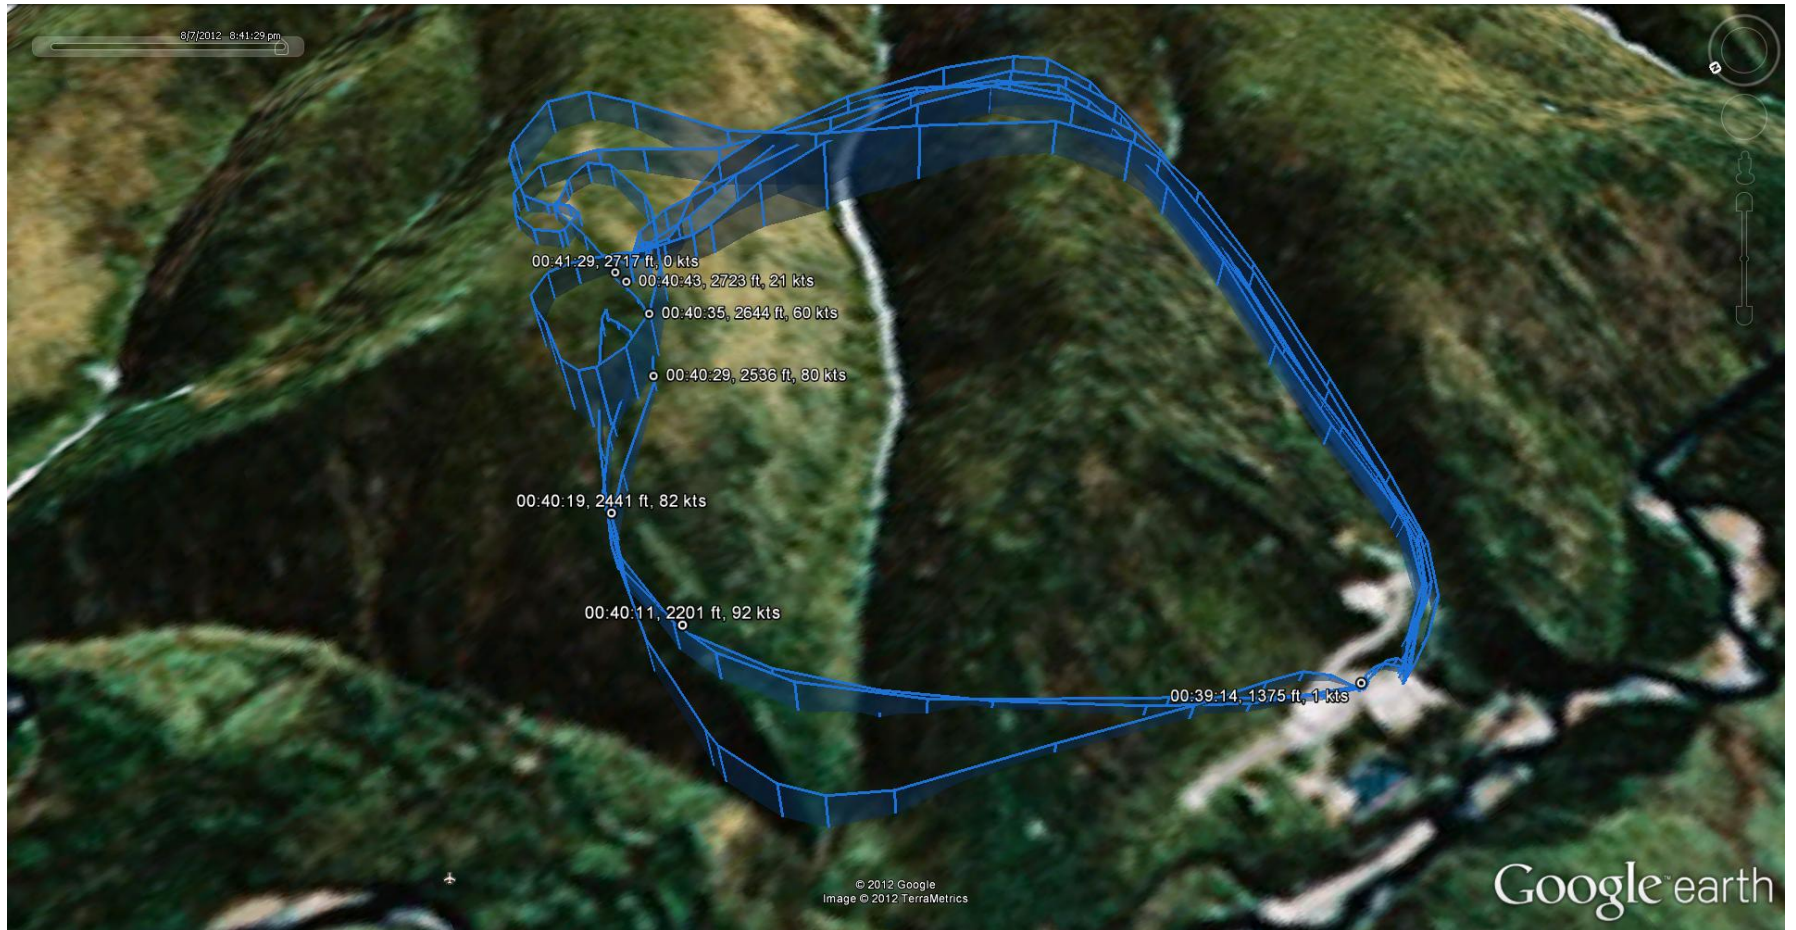 8/7/2012 8:41:29 pm
N
00:41:29, 2717 ft, 0 kts
00:40:43, 2723 ft, 21 kts
00:40:35, 2644 ft, 60 kts
00:40:29, 2536 ft, 80 kts
00:40:19, 2441 ft, 82 kts
00:40:11, 2201 ft, 92 kts
00:39:14, 1375 ft, 1 kts
© 2012 Google
Image © 2012 TerraMetrics
Google earth